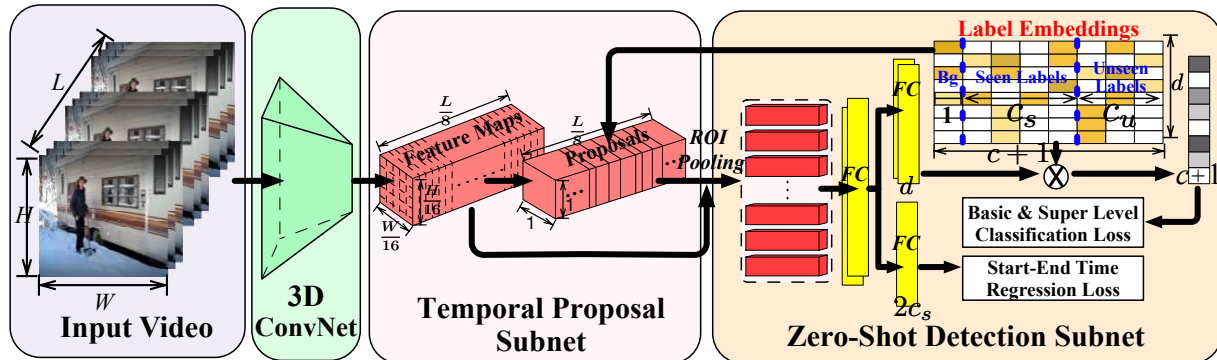 L
H
W
Input Video
3D
ConvNet
L/8
Feature Maps
H/16
W/16
L/8
Proposals
1
1
Temporal Proposal
Subnet
ROI
Pooling
FC
FC
d
FC
2c_s
Label Embeddings
Bg
Seen Labels
Unseen
Labels
1
c_s
c_u
d
c + 1
c + 1
Basic & Super Level
Classification Loss
Start-End Time
Regression Loss
Zero-Shot Detection Subnet